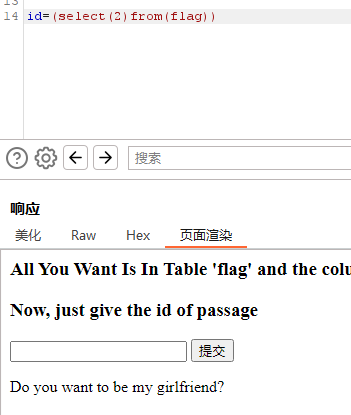 13
14 id=(select(2)from(flag))
搜索
响应
美化 Raw Hex 页面渲染
All You Want Is In Table 'flag' and the colu
Now, just give the id of passage
提交
Do you want to be my girlfriend?